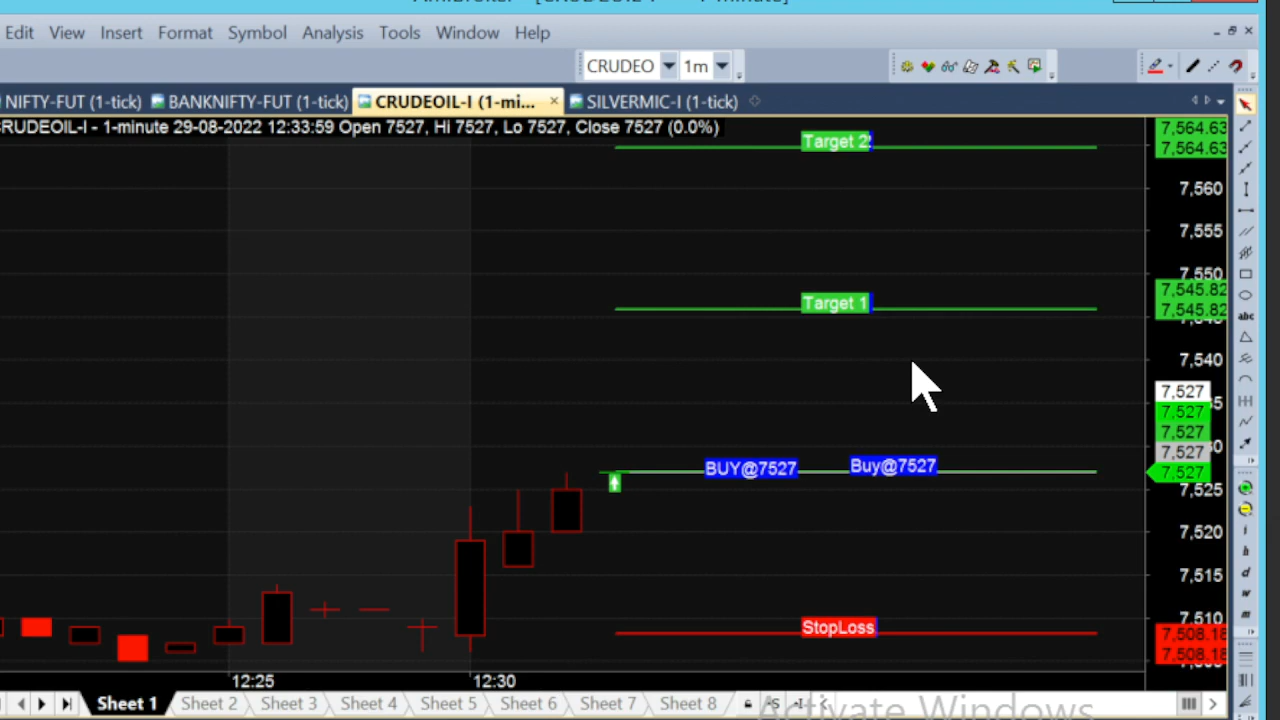 Edit View Insert Format Symbol Analysis Tools Window Help
CRUDEO 1m
NIFTY-FUT (1-tick) BANKNIFTY-FUT (1-tick) CRUDEOIL-I (1-mi... SILVERMIC-I (1-tick)
CRUDEOIL-I - 1-minute 29-08-2022 12:33:59 Open 7527, Hi 7527, Lo 7527, Close 7527 (0.0%)
7,564.63
Target 2
7,564.63
7,560
7,555
7,550
7,545.82
Target 1
7,545.82
abc
7,540
7,527
7,527
7,527
7,527
BUY@7527 Buy@7527 7,527
7,525
7,520
7,515
7,510
StopLoss
7,508.18
7,508.18
12:25 12:30
Sheet 1 Sheet 2 Sheet 3 Sheet 4 Sheet 5 Sheet 6 Sheet 7 Sheet 8
Activate Windows